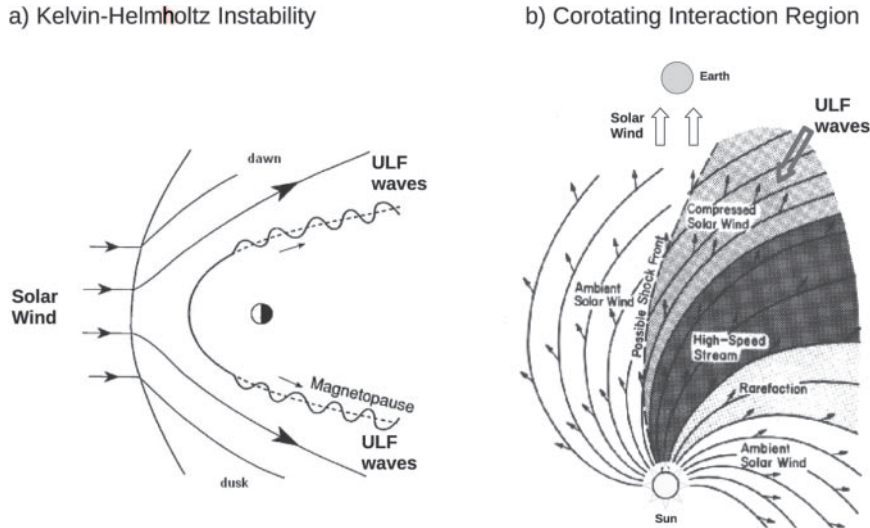 a) Kelvin-Helmholtz Instability
dawn
ULF
waves
Solar
Wind
Magnetopause
ULF
waves
dusk
b) Corotating Interaction Region
Earth
Solar
Wind
ULF
waves
Compressed
Solar Wind
Possible Shock Front
Ambient
Solar Wind
High-Speed
Stream
Rarefaction
Ambient
Solar Wind
Sun